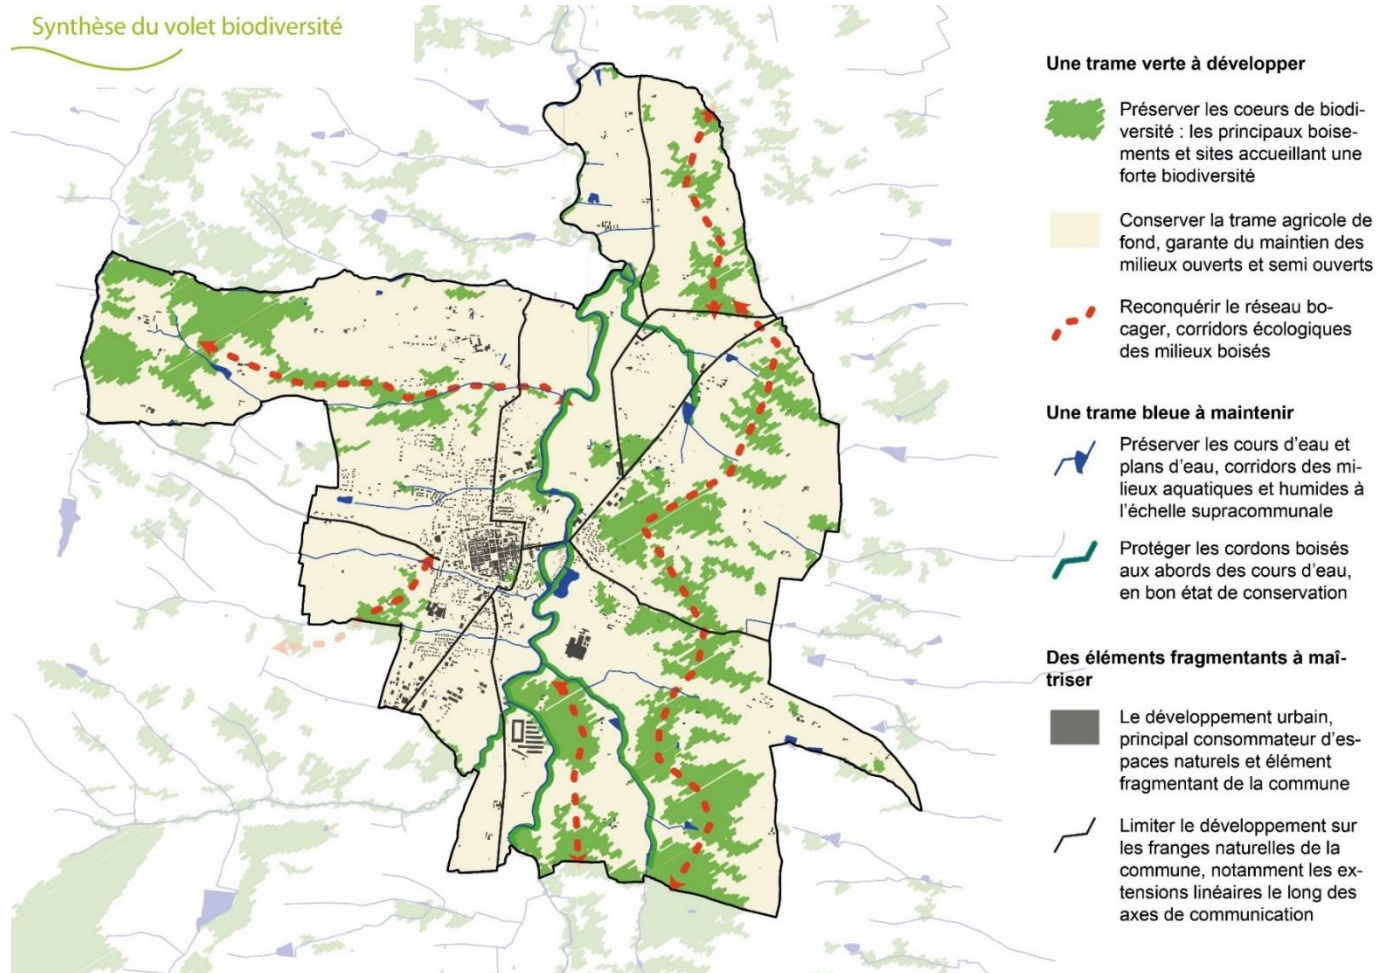 Synthèse du volet biodiversité
Une trame verte à développer
Préserver les coeurs de biodi-
versité : les principaux boise-
ments et sites accueillant une
forte biodiversité
Conserver la trame agricole de
fond, garante du maintien des
milieux ouverts et semi ouverts
Reconquérir le réseau bo-
cager, corridors écologiques
des milieux boisés
Une trame bleue à maintenir
Préserver les cours d'eau et
plans d'eau, corridors des mi-
lieux aquatiques et humides à
l'échelle supracommunale
Protéger les cordons boisés
aux abords des cours d'eau,
en bon état de conservation
Des éléments fragmentants à maî-
triser
Le développement urbain,
principal consommateur d'es-
paces naturels et élément
fragmentant de la commune
Limiter le développement sur
les franges naturelles de la
commune, notamment les ex-
tensions linéaires le long des
axes de communication